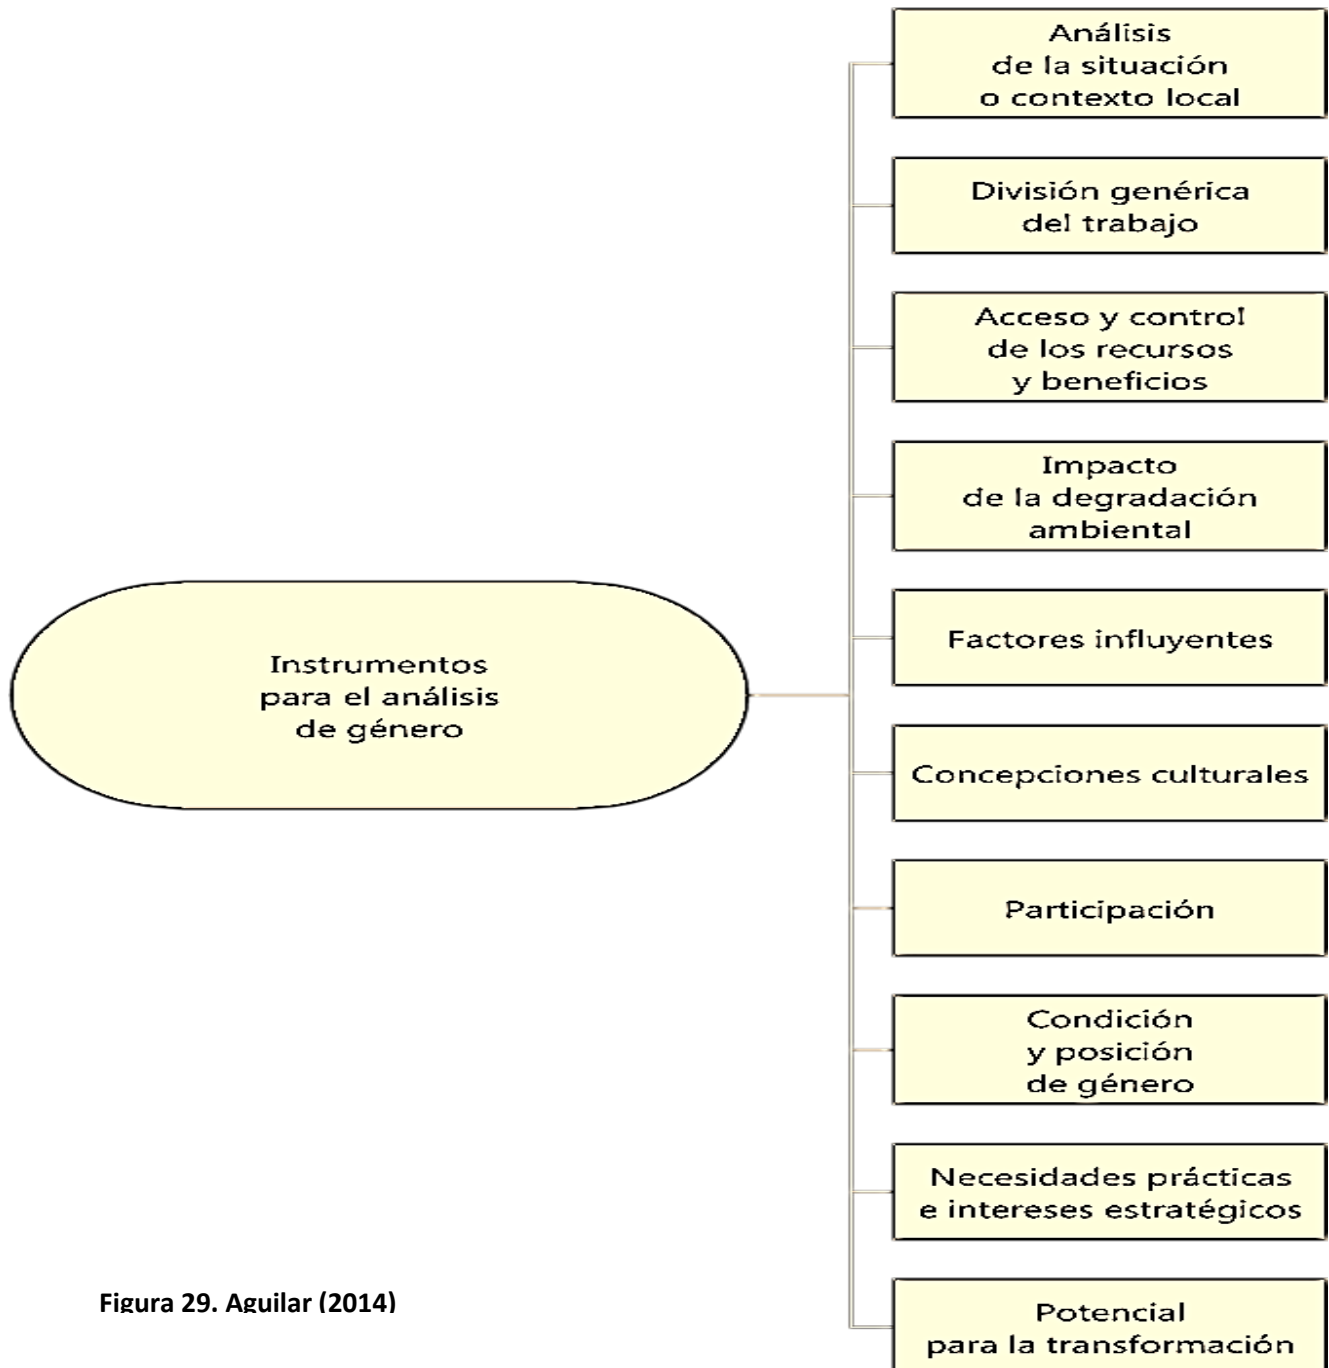 Análisis
de la situación
o contexto local
División genérica
del trabajo
Acceso y control
de los recursos
y beneficios
Impacto
de la degradación
ambiental
Factores influyentes
Instrumentos
para el análisis
de género
Concepciones culturales
Participación
Condición
y posición
de género
Necesidades prácticas
e intereses estratégicos
Potencial
para la transformación
Figura 29. Aguilar (2014)